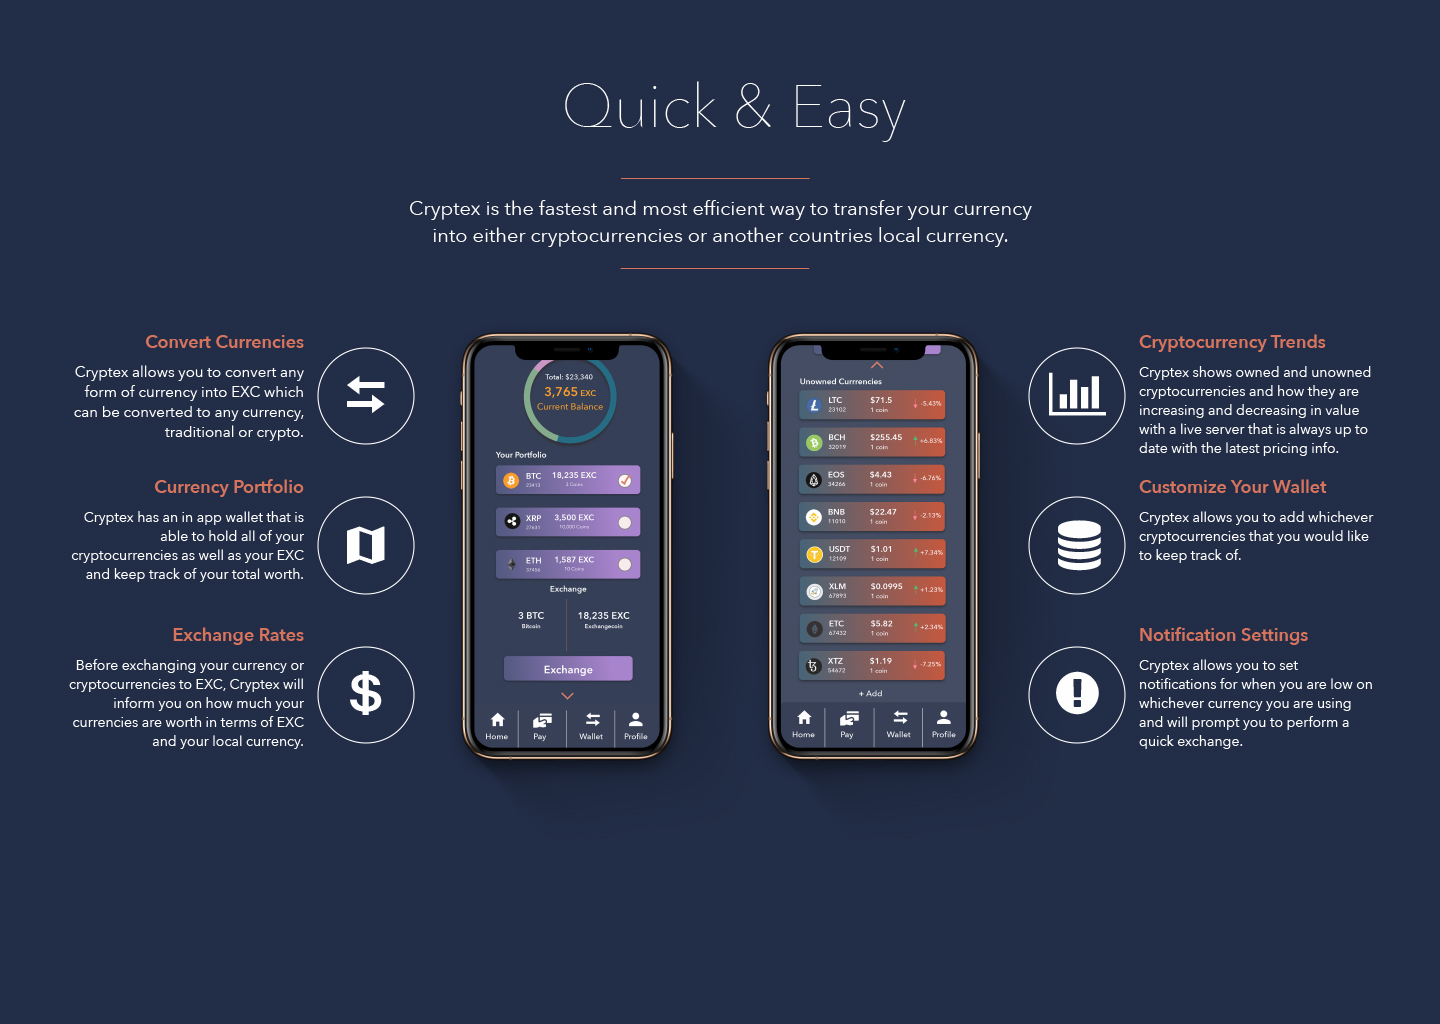 Quick & Easy
Cryptex is the fastest and most efficient way to transfer your currency
into either cryptocurrencies or another countries local currency.
Convert Currencies
Cryptex allows you to convert any
form of currency into EXC which
can be converted to any currency,
traditional or crypto.
Currency Portfolio
Cryptex has an in app wallet that is
able to hold all of your
cryptocurrencies as well as your EXC
and keep track of your total worth.
Exchange Rates
Before exchanging your currency or
cryptocurrencies to EXC, Cryptex will
inform you on how much your
currencies are worth in terms of EXC
and your local currency.
$
Total: $23,340
3,765 EXC
Current Balance
Your Portfolio
BTC 18,235 EXC
23413 3 Coins
XRP 3,500 EXC
27631 10,000 Coins
ETH 1,587 EXC
37456 10 Coins
Exchange
3 BTC 18,235 EXC
Bitcoin Exchangecoin
Exchange
Home Pay Wallet Profile
Unowned Currrencies
LTC $71.5 -5.43%
23102 1 coin
BCH $255.45 +6.83%
32019 1 coin
EOS $4.43 -6.76%
34266 1 coin
BNB $22.47 -2.13%
11010 1 coin
USDT $1.01 +7.34%
12109 1 coin
XLM $0.0995 +1.23%
67893 1 coin
ETC $5.82 +2.34%
67432 1 coin
XTZ $1.19 -7.25%
54672 1 coin
+ Add
Home Pay Wallet Profile
Cryptocurrency Trends
Cryptex shows owned and unowned
cryptocurrencies and how they are
increasing and decreasing in value
with a live server that is always up to
date with the latest pricing info.
Customize Your Wallet
Cryptex allows you to add whichever
cryptocurrencies that you would like
to keep track of.
Notification Settings
Cryptex allows you to set
notifications for when you are low on
whichever currency you are using
and will prompt you to perform a
quick exchange.